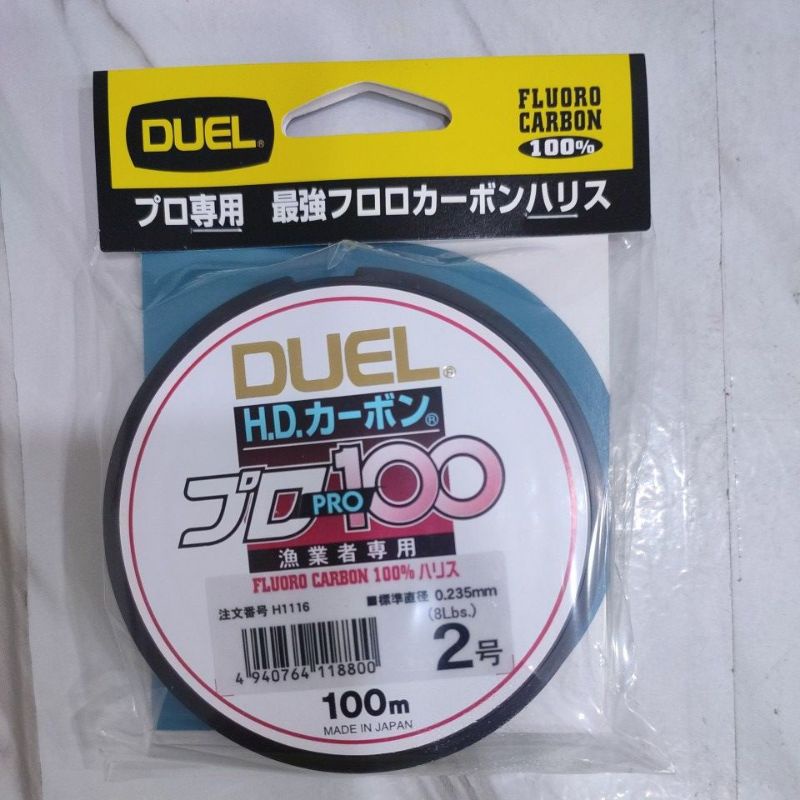 DUEL®
FLUORO
CARBON
100%
プロ専用 最強フロロカーボンハリス
DUEL®
H.D.カーボン®
プロ PRO 100
漁業者専用
FLUORO CARBON 100% ハリス
注文番号 H1116
■標準直径 0.235mm
(8Lbs.)
2号
4 940764 118800
100m
MADE IN JAPAN